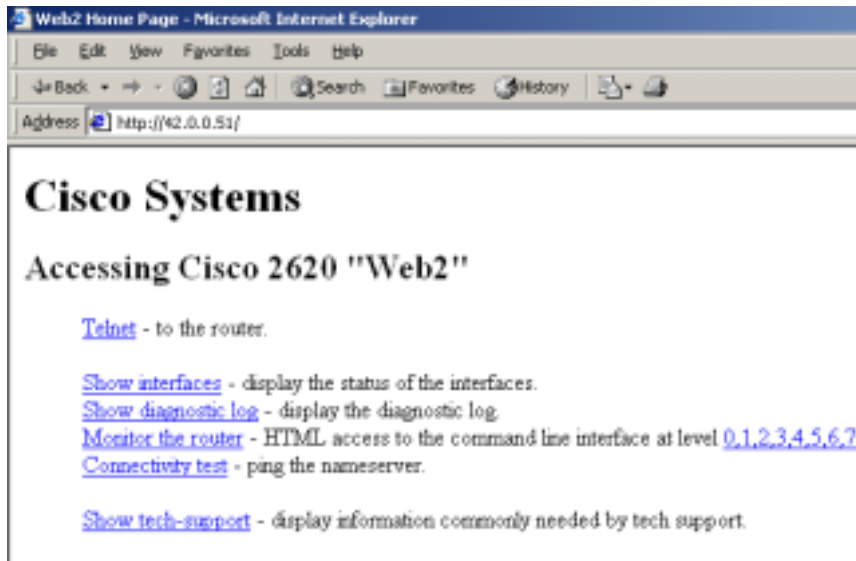 Web2 Home Page - Microsoft Internet Explorer
File Edit View Favorites Tools Help
Back Search Favorites History
Address http://42.0.0.51/
Cisco Systems
Accessing Cisco 2620 "Web2"
Telnet - to the router.
Show interfaces - display the status of the interfaces.
Show diagnostic log - display the diagnostic log.
Monitor the router - HTML access to the command line interface at level 0,1,2,3,4,5,6,7
Connectivity test - ping the nameserver.
Show tech-support - display information commonly needed by tech support.